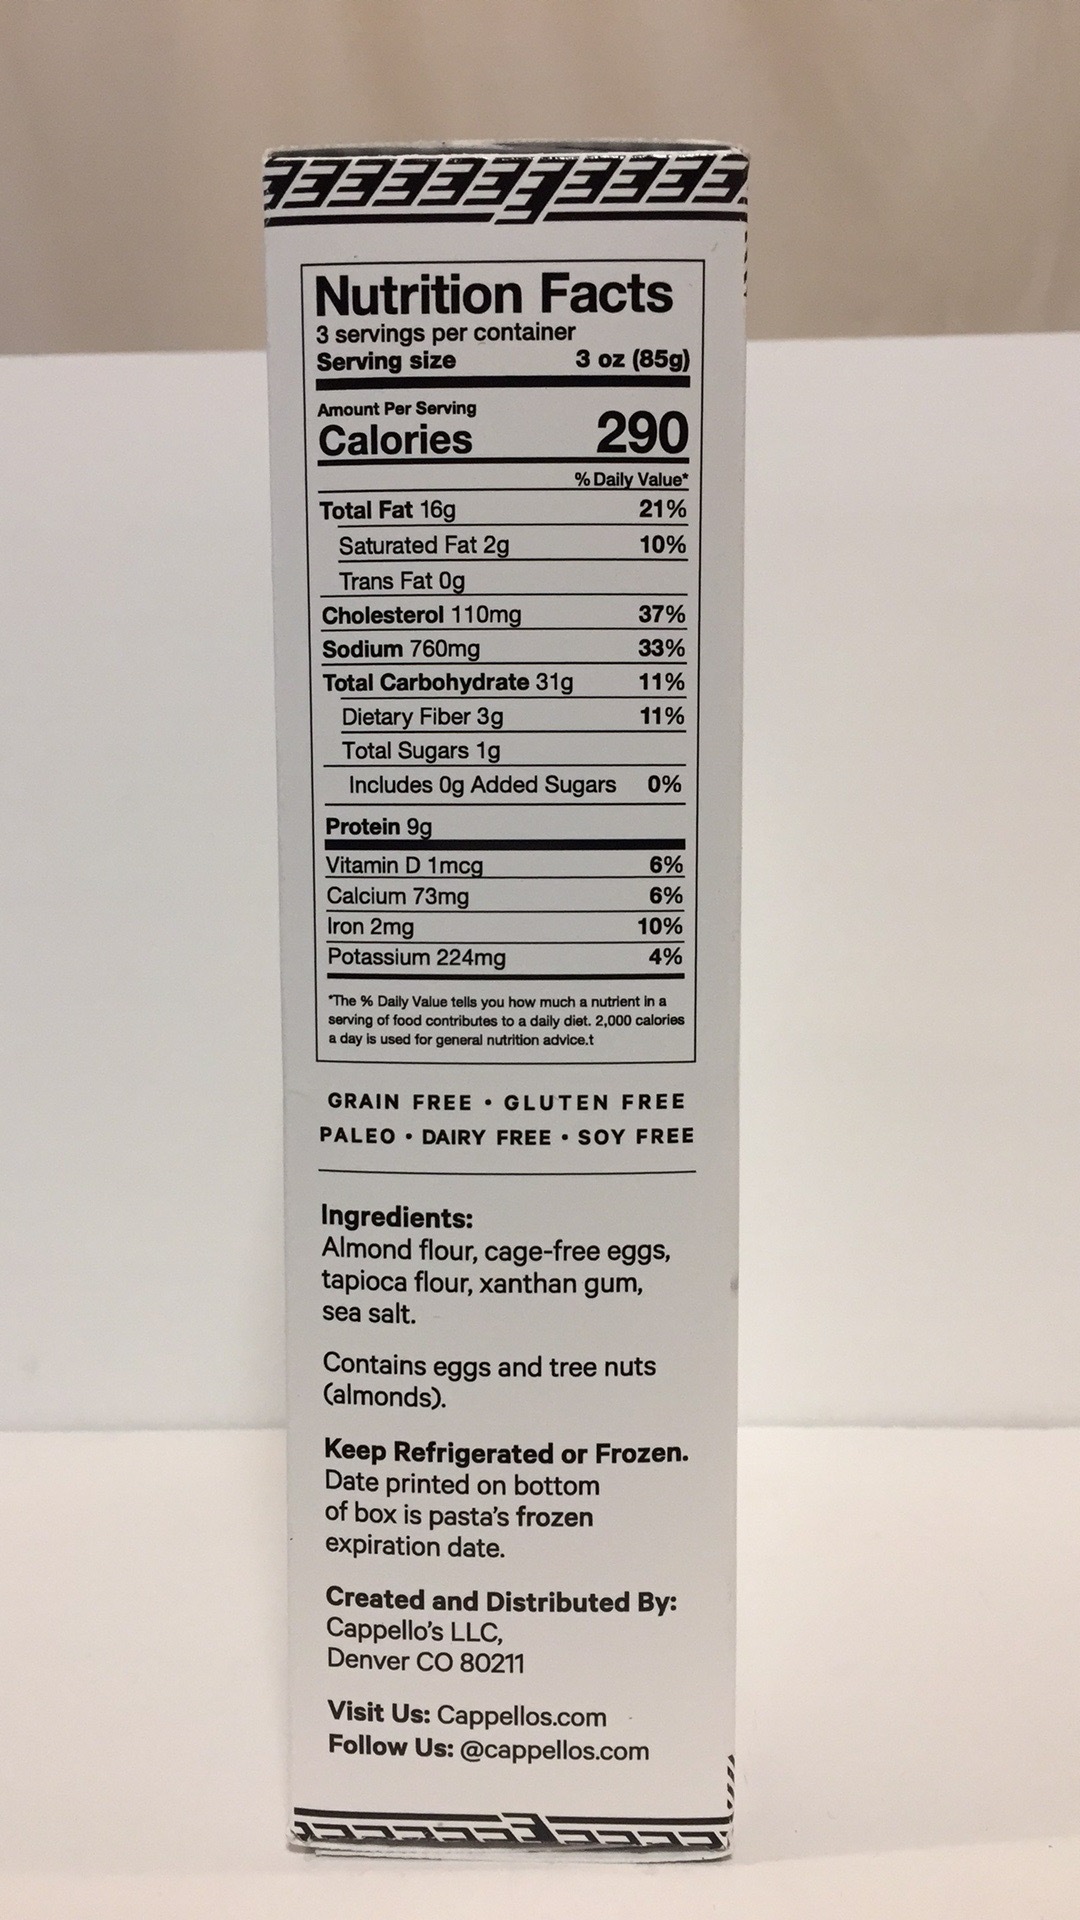 Nutrition Facts
3 servings per container
Serving size 3 oz (85g)
Amount Per Serving
Calories 290
% Daily Value*
Total Fat 16g 21%
Saturated Fat 2g 10%
Trans Fat 0g
Cholesterol 110mg 37%
Sodium 760mg 33%
Total Carbohydrate 31g 11%
Dietary Fiber 3g 11%
Total Sugars 1g
Includes 0g Added Sugars 0%
Protein 9g
Vitamin D 1mcg 6%
Calcium 73mg 6%
Iron 2mg 10%
Potassium 224mg 4%
*The % Daily Value tells you how much a nutrient in a
serving of food contributes to a daily diet. 2,000 calories
a day is used for general nutrition advice.t
GRAIN FREE • GLUTEN FREE
PALEO • DAIRY FREE • SOY FREE
Ingredients:
Almond flour, cage-free eggs,
tapioca flour, xanthan gum,
sea salt.
Contains eggs and tree nuts
(almonds).
Keep Refrigerated or Frozen.
Date printed on bottom
of box is pasta's frozen
expiration date.
Created and Distributed By:
Cappello's LLC,
Denver CO 80211
Visit Us: Cappellos.com
Follow Us: @cappellos.com